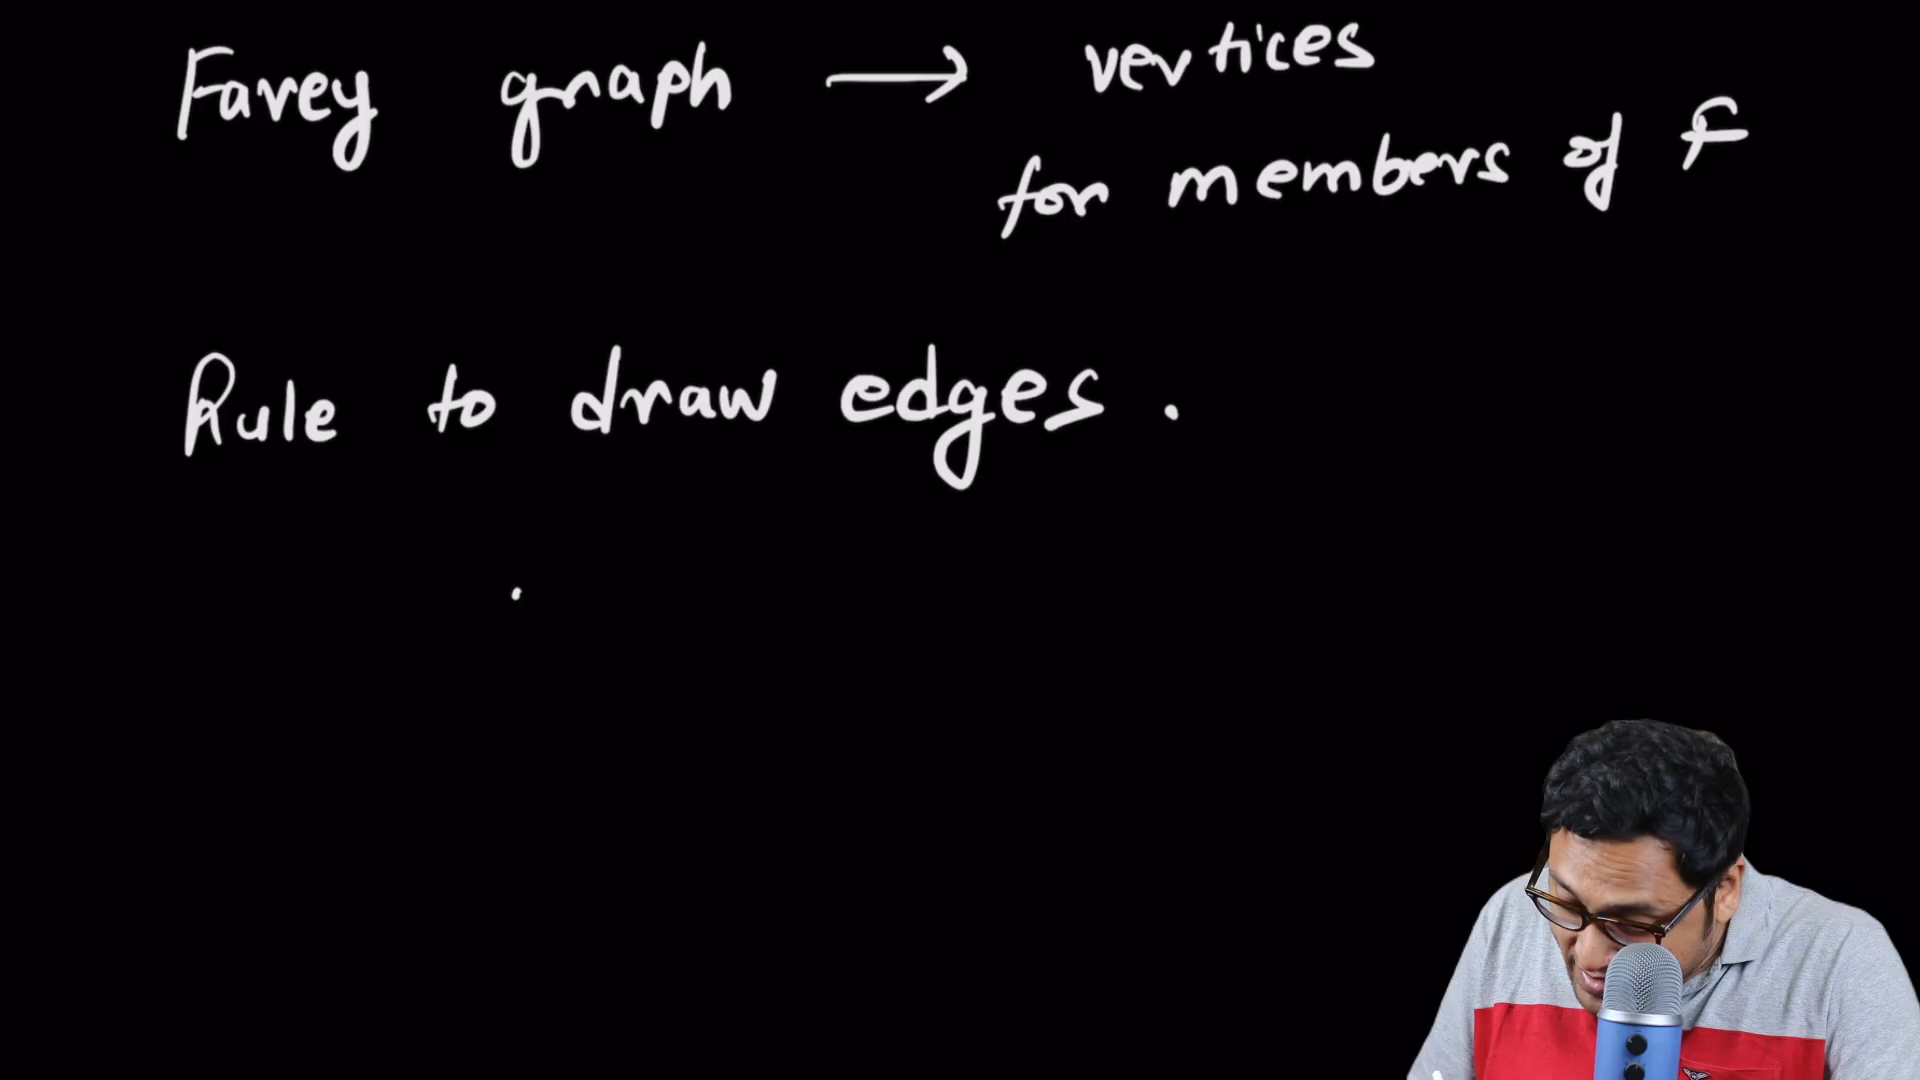 Farey graph → vertices
for members of F
Rule to draw edges.